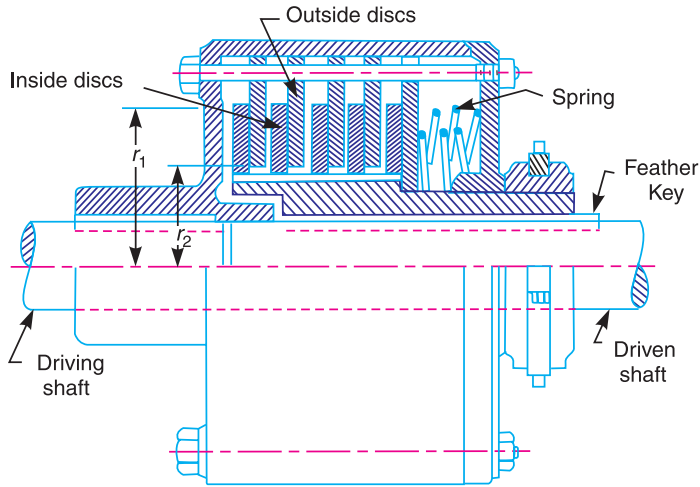 Outside discs
Inside discs
Spring
r1
Feather
Key
r2
Driving
shaft
Driven
shaft